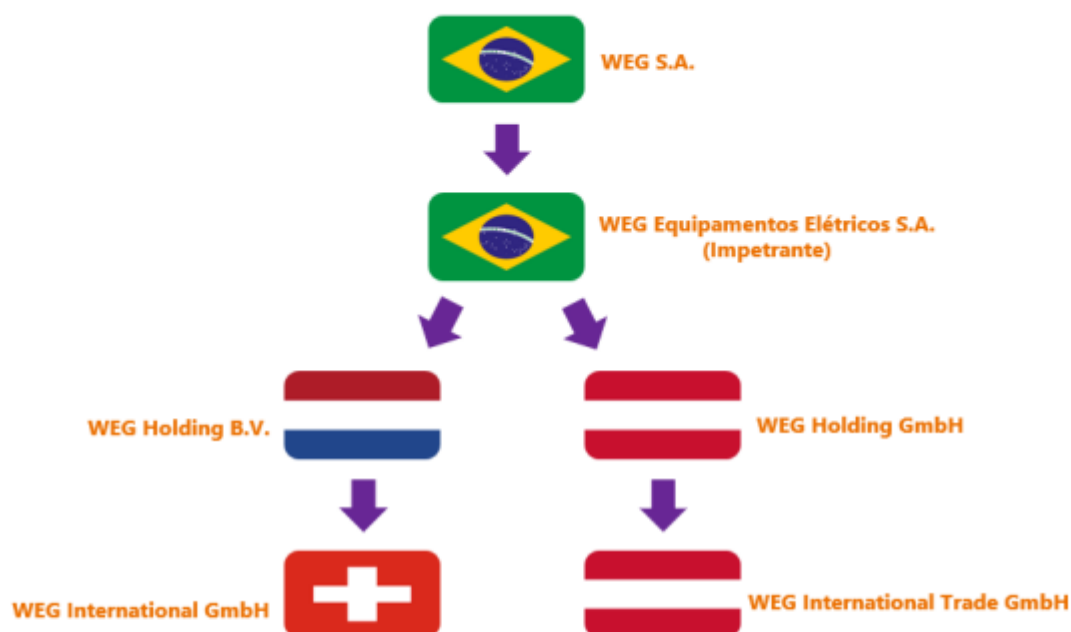 WEG S.A.
WEG Equipamentos Elétricos S.A.
(Impetrante)
WEG Holding B.V.
WEG Holding GmbH
WEG International GmbH
WEG International Trade GmbH